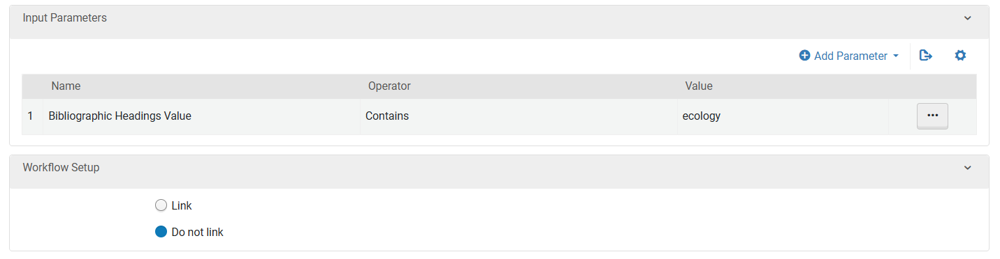 Input Parameters
Add Parameter
Name Operator Value
1 Bibliographic Headings Value Contains ecology
Workflow Setup
Link
Do not link